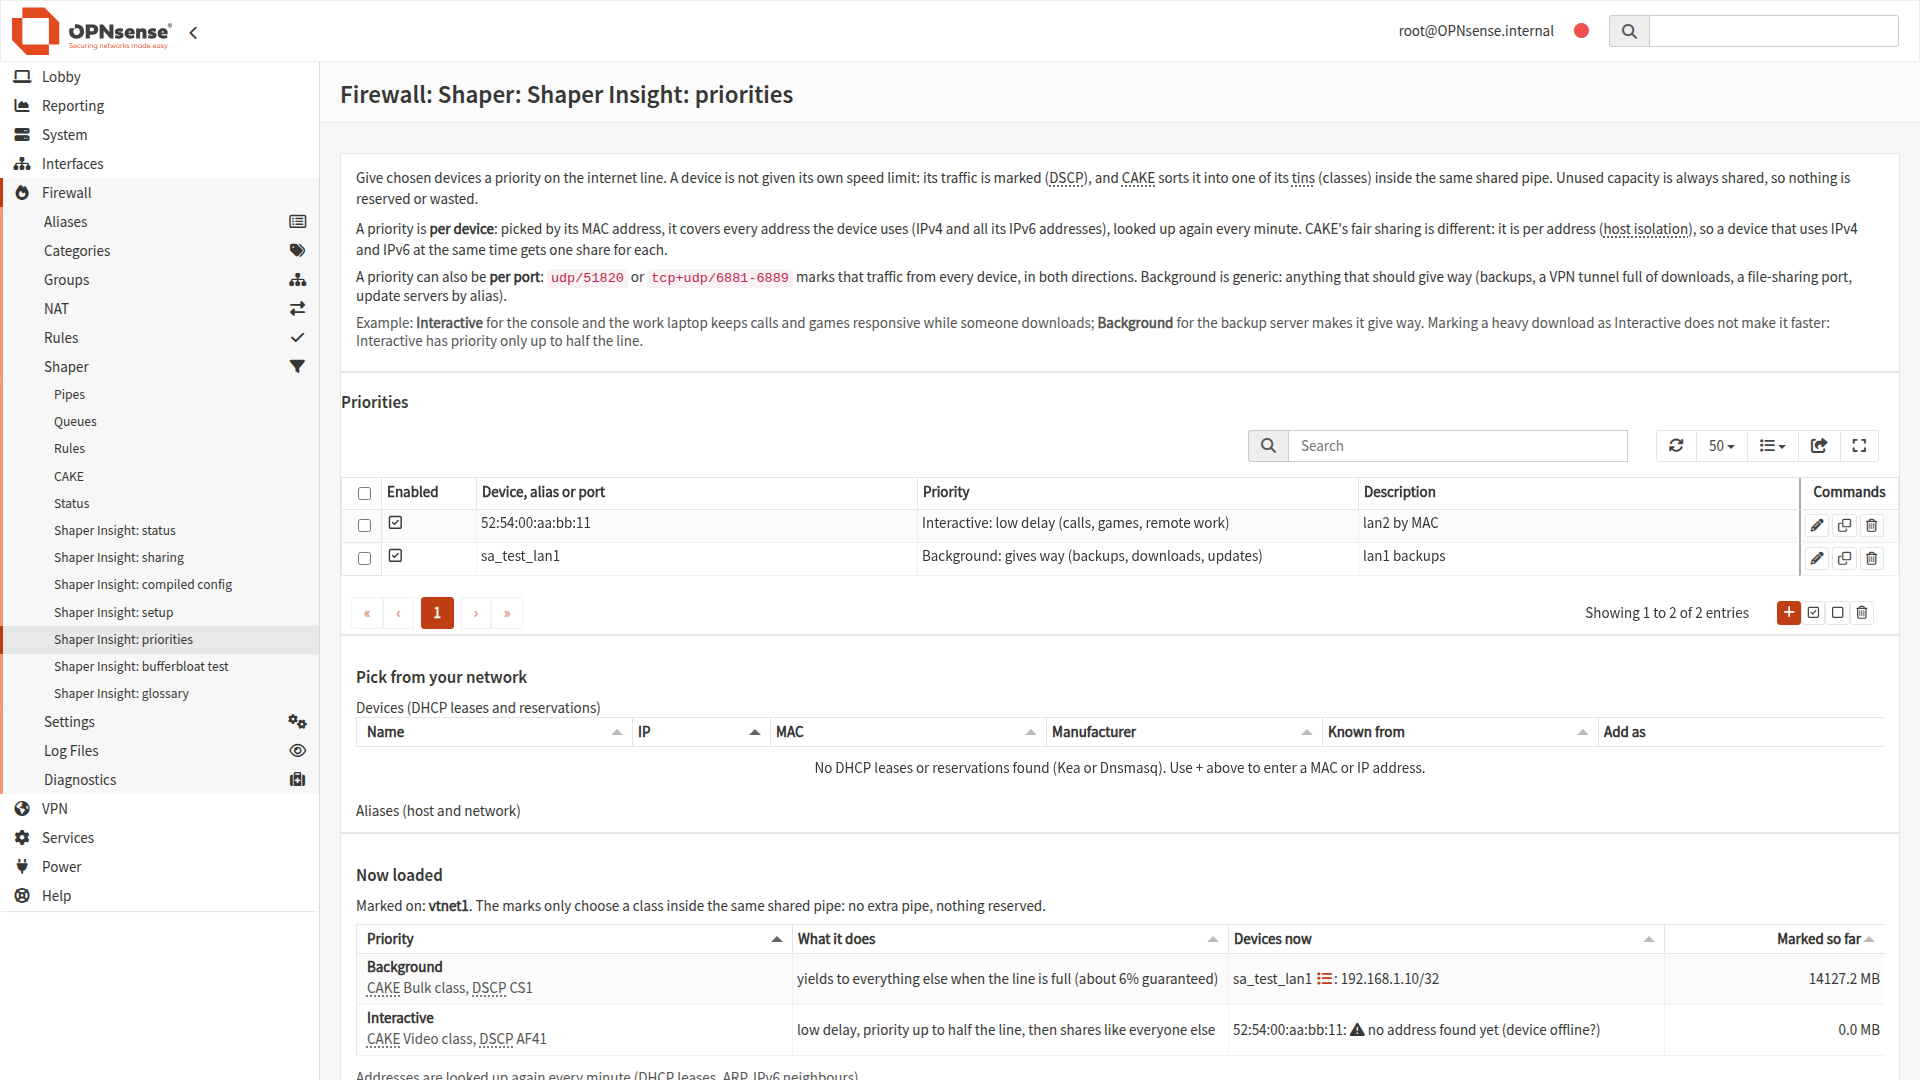 OPNsense®
Securing networks made easy
root@OPNsense.internal
Lobby
Reporting
System
Interfaces
Firewall
Aliases
Categories
Groups
NAT
Rules
Shaper
Pipes
Queues
Rules
CAKE
Status
Shaper Insight: status
Shaper Insight: sharing
Shaper Insight: compiled config
Shaper Insight: setup
Shaper Insight: priorities
Shaper Insight: bufferbloat test
Shaper Insight: glossary
Settings
Log Files
Diagnostics
VPN
Services
Power
Help
Firewall: Shaper: Shaper Insight: priorities
Give chosen devices a priority on the internet line. A device is not given its own speed limit: its traffic is marked (DSCP), and CAKE sorts it into one of its tins (classes) inside the same shared pipe. Unused capacity is always shared, so nothing is
reserved or wasted.
A priority is per device: picked by its MAC address, it covers every address the device uses (IPv4 and all its IPv6 addresses), looked up again every minute. CAKE's fair sharing is different: it is per address (host isolation), so a device that uses IPv4
and IPv6 at the same time gets one share for each.
A priority can also be per port: udp/51820 or tcp+udp/6881-6889 marks that traffic from every device, in both directions. Background is generic: anything that should give way (backups, a VPN tunnel full of downloads, a file-sharing port,
update servers by alias).
Example: Interactive for the console and the work laptop keeps calls and games responsive while someone downloads; Background for the backup server makes it give way. Marking a heavy download as Interactive does not make it faster:
Interactive has priority only up to half the line.
Priorities
Search
50
Enabled Device, alias or port Priority Description Commands
52:54:00:aa:bb:11 Interactive: low delay (calls, games, remote work) lan2 by MAC
sa_test_lan1 Background: gives way (backups, downloads, updates) lan1 backups
« ‹ 1 › »
Showing 1 to 2 of 2 entries
Pick from your network
Devices (DHCP leases and reservations)
Name IP MAC Manufacturer Known from Add as
No DHCP leases or reservations found (Kea or Dnsmasq). Use + above to enter a MAC or IP address.
Aliases (host and network)
Now loaded
Marked on: vtnet1. The marks only choose a class inside the same shared pipe: no extra pipe, nothing reserved.
Priority What it does Devices now Marked so far
Background
CAKE Bulk class, DSCP CS1
yields to everything else when the line is full (about 6% guaranteed)
sa_test_lan1 : 192.168.1.10/32
14127.2 MB
Interactive
CAKE Video class, DSCP AF41
low delay, priority up to half the line, then shares like everyone else
52:54:00:aa:bb:11: no address found yet (device offline?)
0.0 MB
Addresses are looked up again every minute (DHCP leases, ARP, IPv6 neighbours)